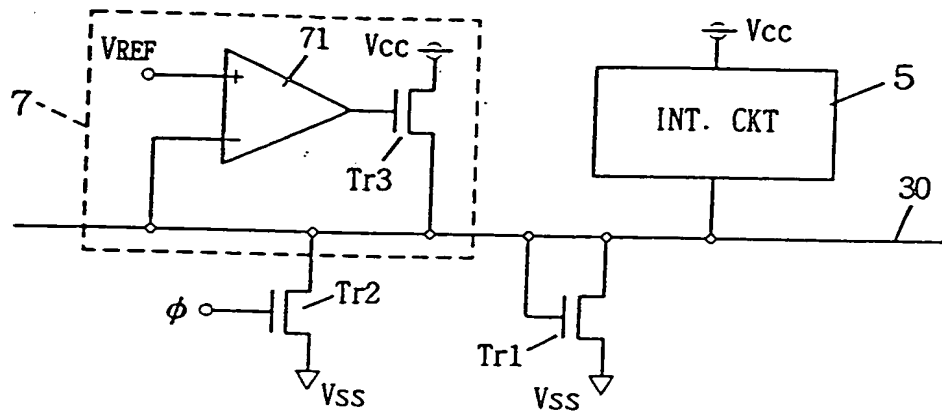 71
VREF
VCC
VCC
7
+
−
5
INT. CKT
Tr3
30
φ
Tr2
Tr1
VSS
VSS